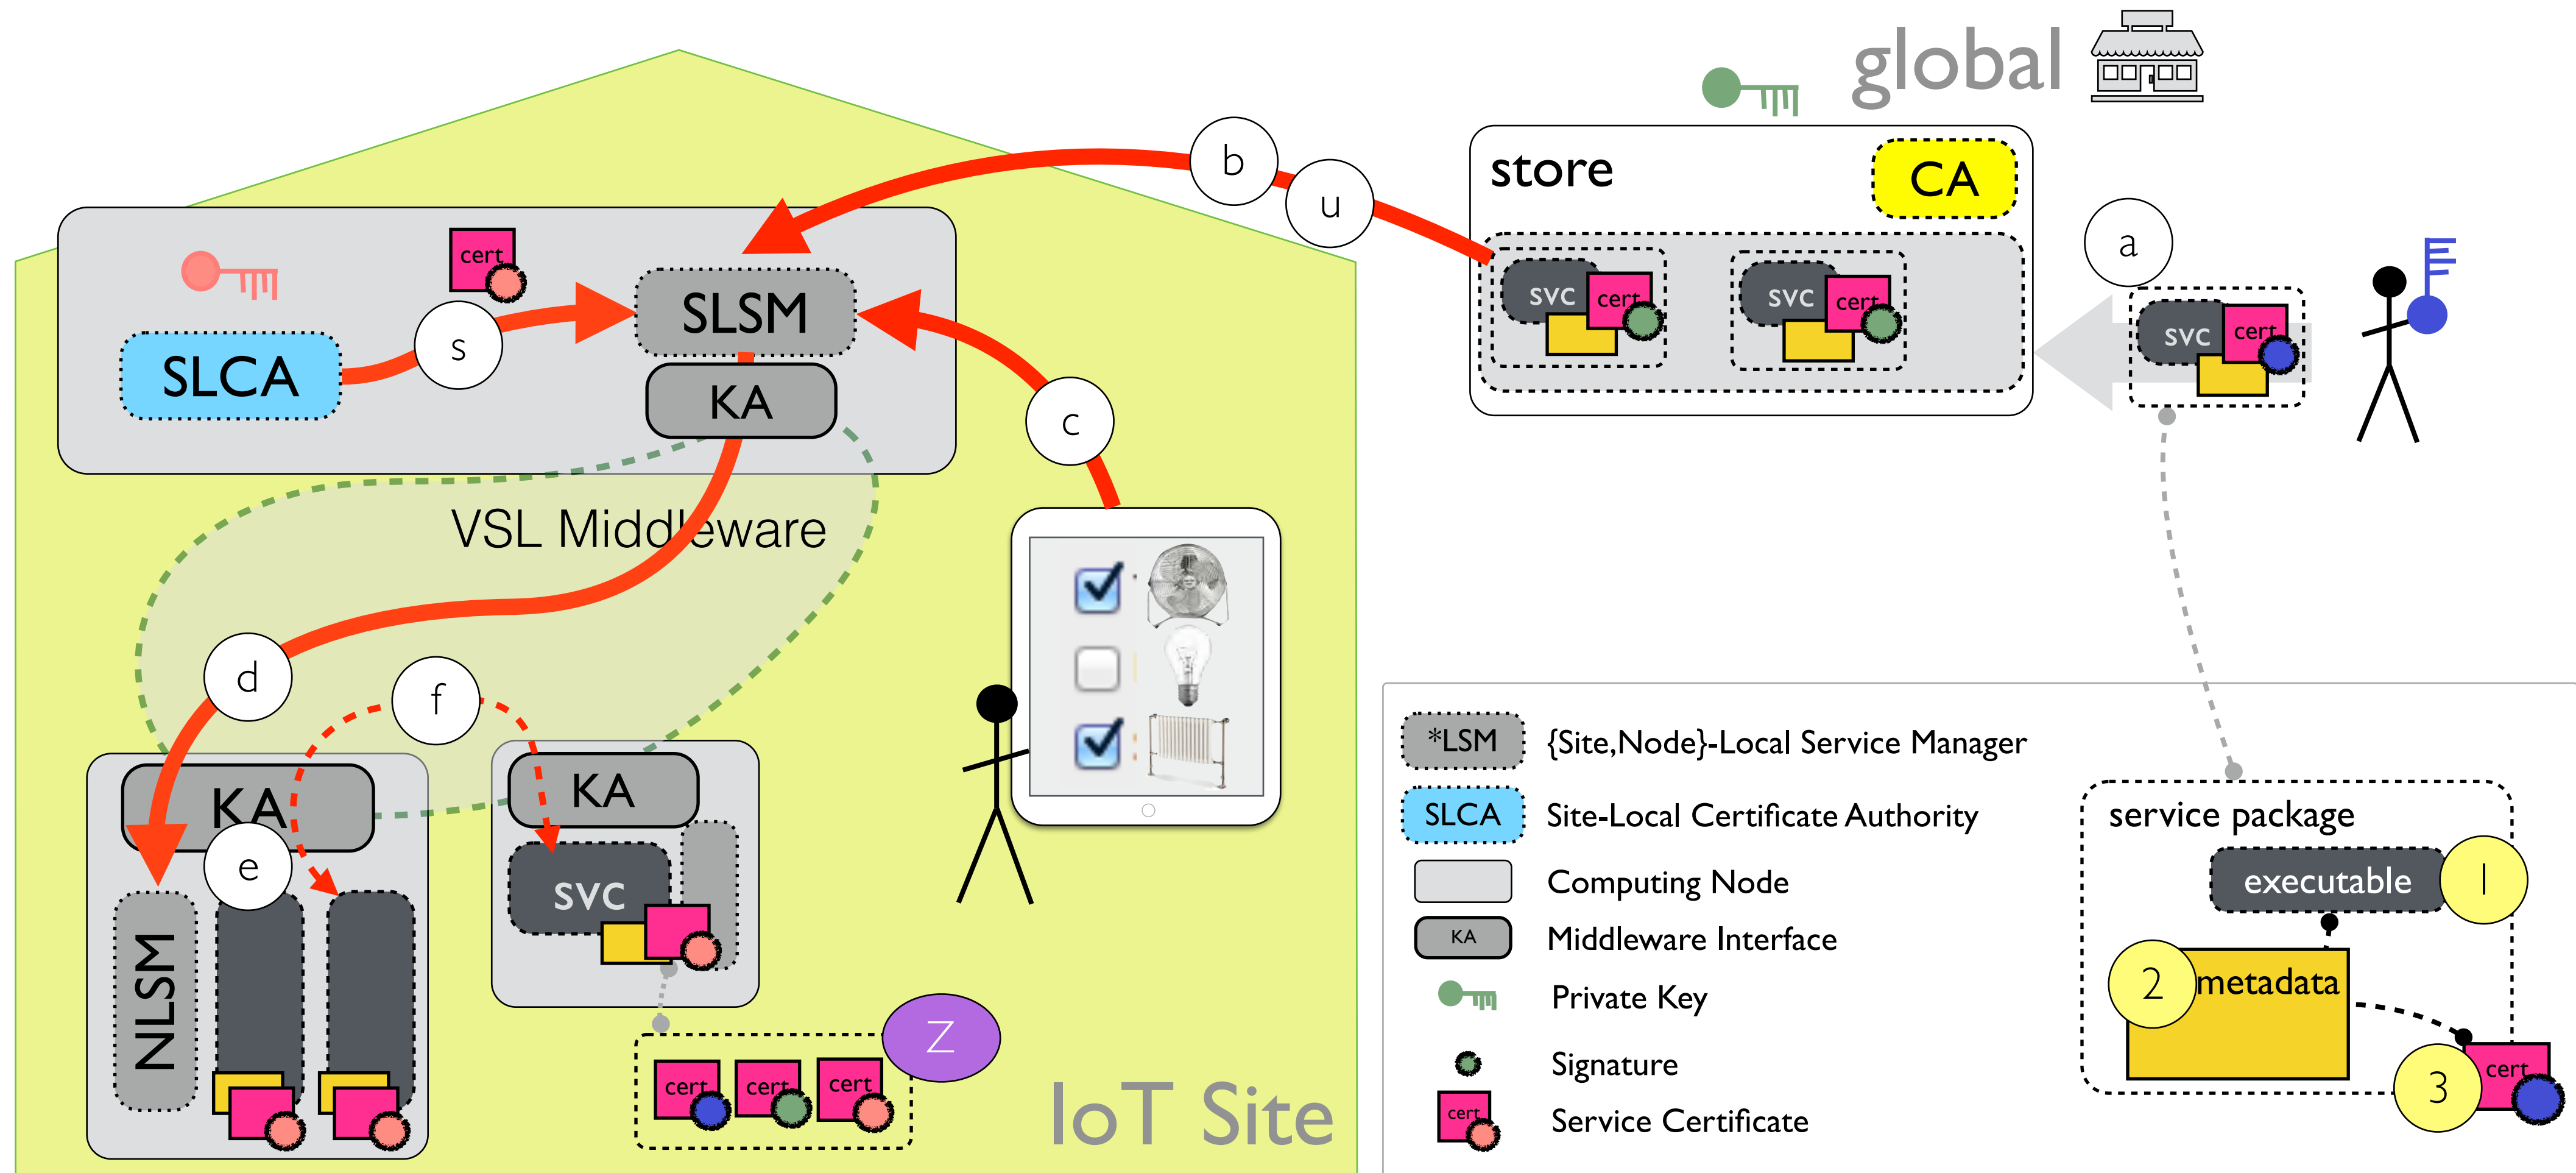 global
b
u
store
CA
a
svc
cert
svc
cert
svc
cert
cert
s
SLSM
SLCA
KA
c
VSL Middleware
d
f
KA
KA
e
svc
NLSM
Z
cert
cert
cert
IoT Site
*LSM {Site,Node}-Local Service Manager
SLCA Site-Local Certificate Authority
Computing Node
KA Middleware Interface
Private Key
Signature
cert Service Certificate
service package
executable 1
2 metadata
3 cert